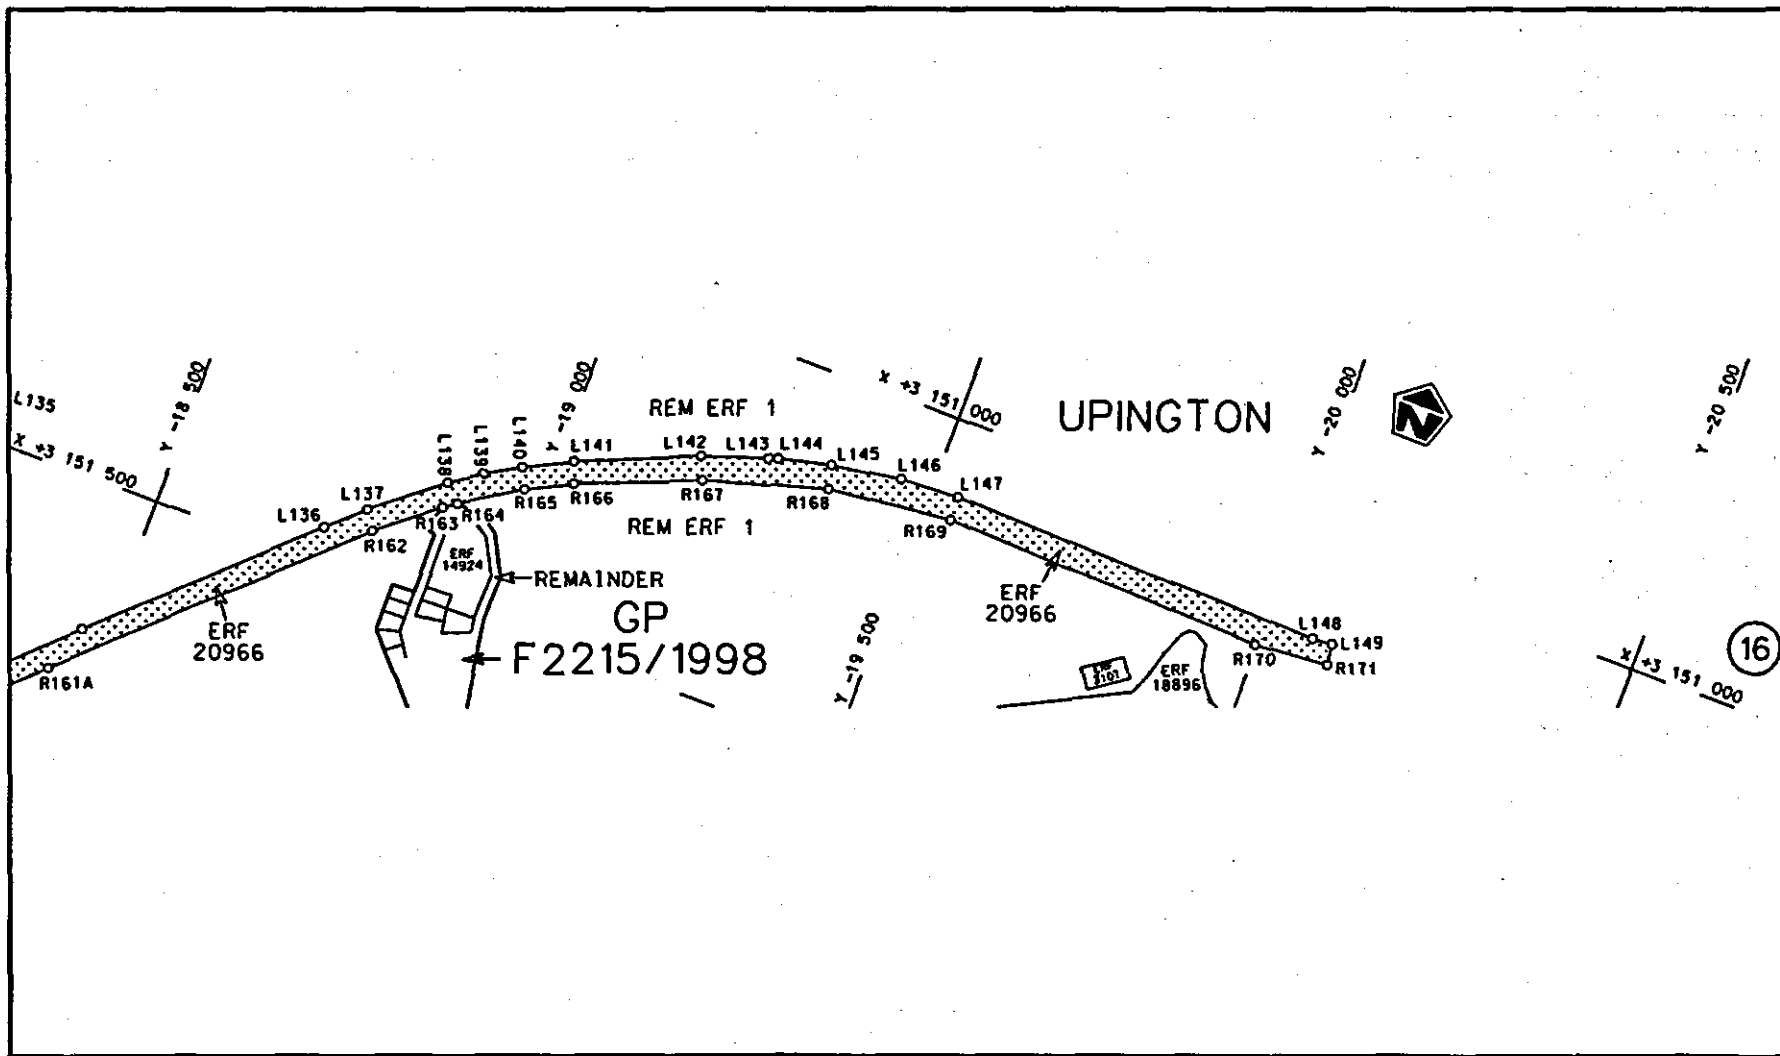 L135
X +3 151 500
Y -18 500
L136
L137
L138
L139
L140
Y -19 000
L141
REM ERF 1
L142
L143
L144
L145
L146
L147
X +3 151 000
UPINGTON
Y -20 000
N
Y -20 500
R161A
ERF
20966
R162
R163
R164
R165
R166
R167
R168
R169
REM ERF 1
ERF
14924
REMAINDER
GP
F2215/1998
Y -19 500
ERF
20966
ERF
18896
L148
L149
R170
R171
X +3 151 000
16